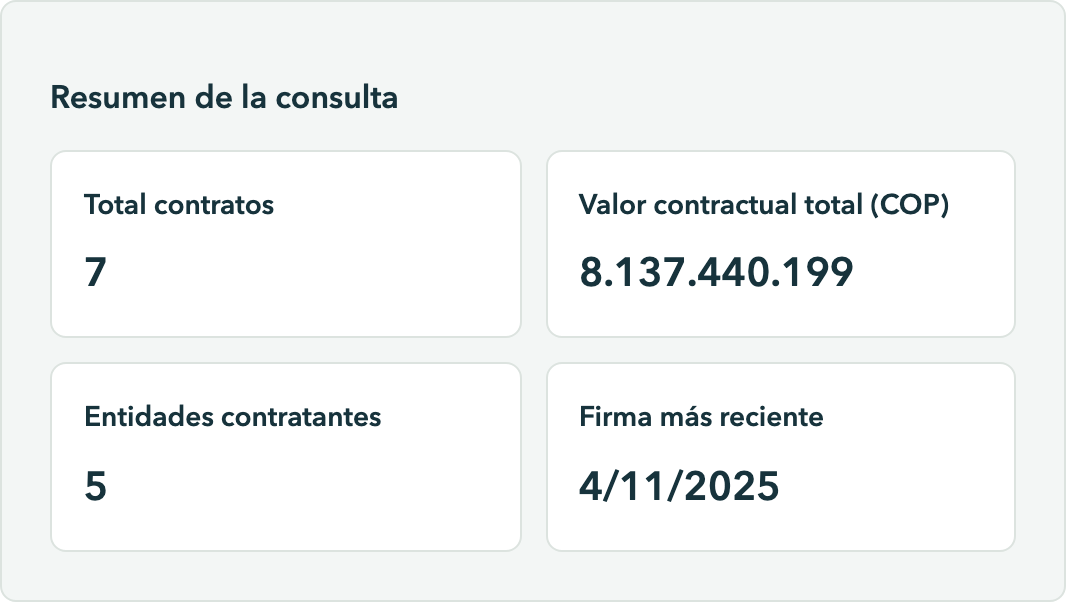 Resumen de la consulta
Total contratos
7
Valor contractual total (COP)
8.137.440.199
Entidades contratantes
5
Firma más reciente
4/11/2025